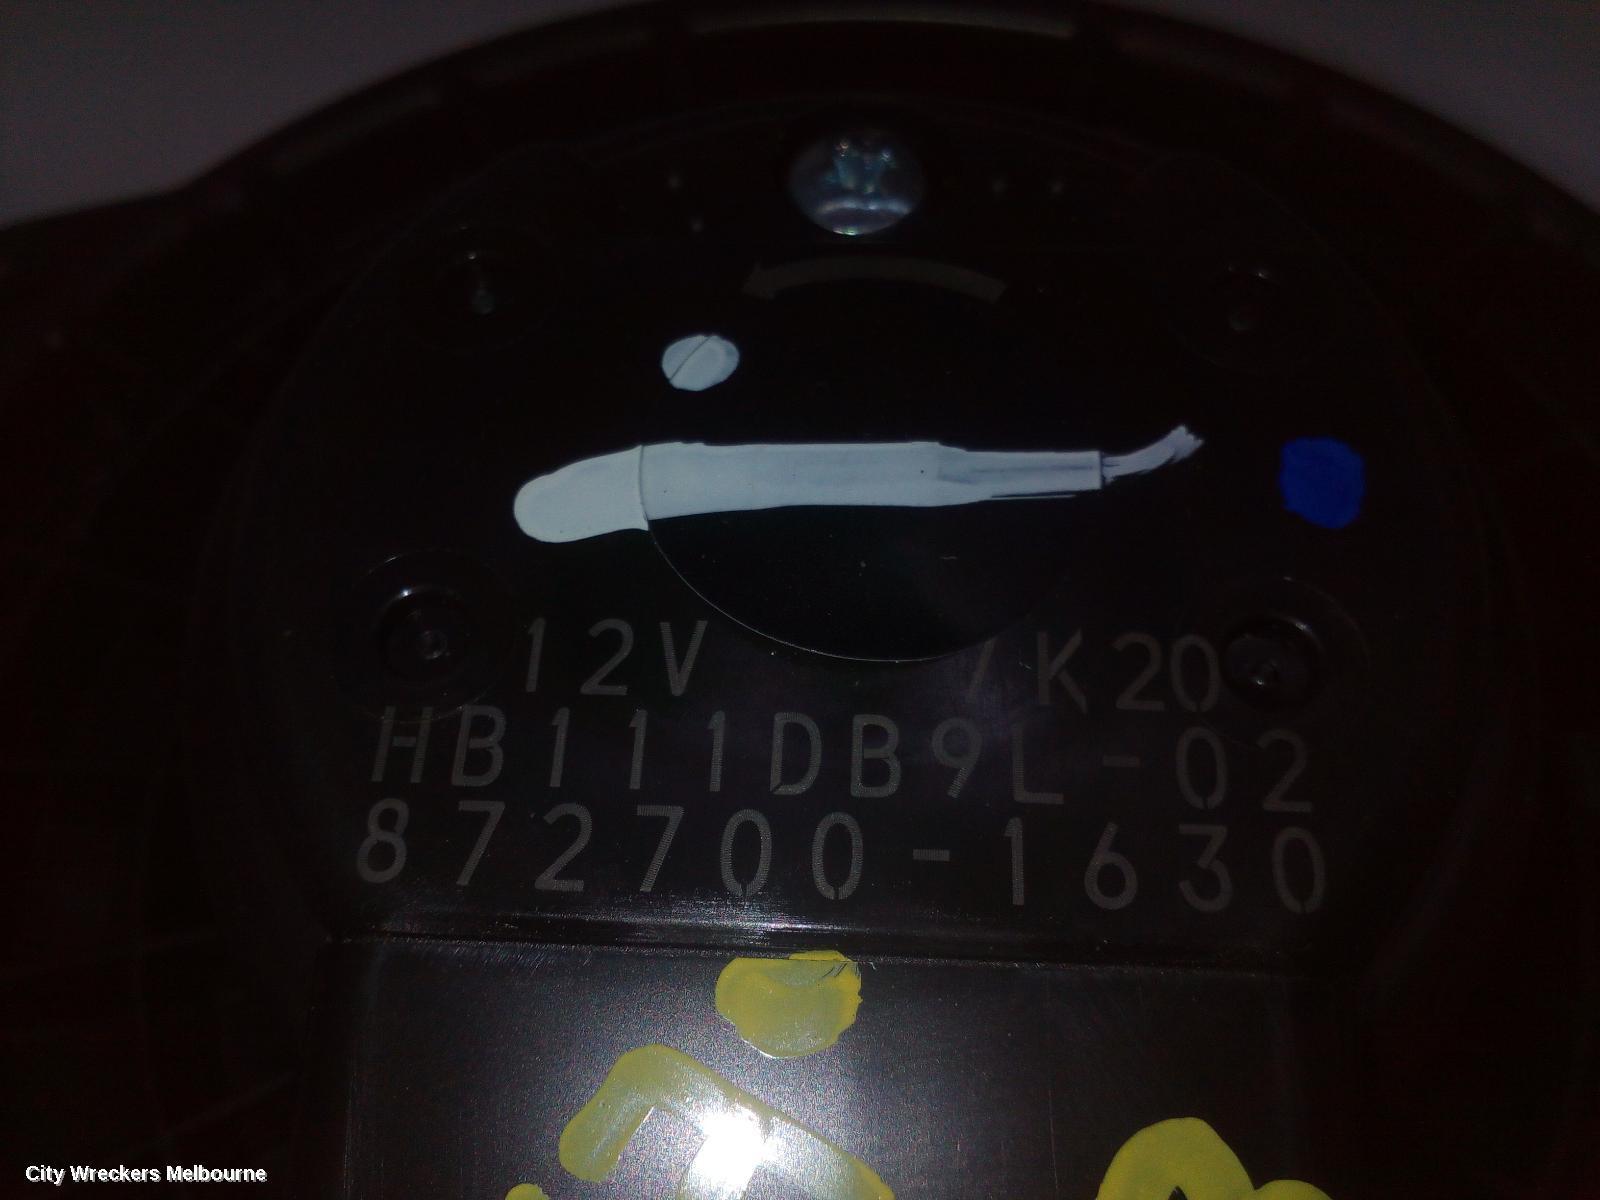 12V /K20
HB111DB9L-02
872700-1630
City Wreckers Melbourne